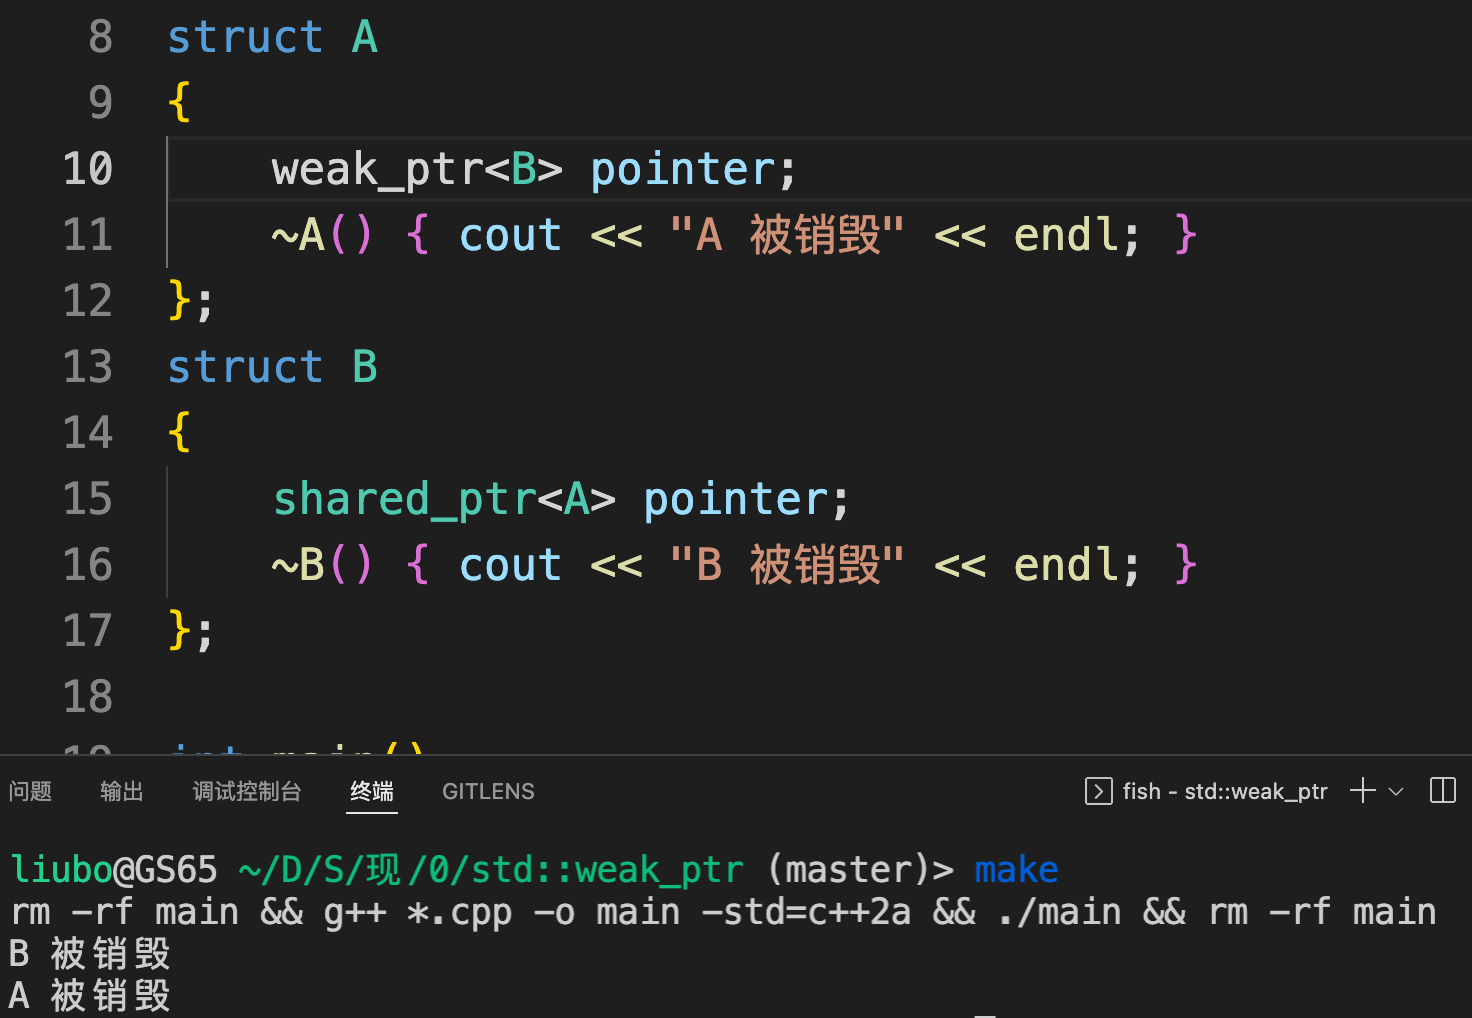 8 struct A
9 {
10 weak_ptr<B> pointer;
11 ~A() { cout << "A 被销毁" << endl; }
12 };
13 struct B
14 {
15 shared_ptr<A> pointer;
16 ~B() { cout << "B 被销毁" << endl; }
17 };
18
19 int main()
问题 输出 调试控制台 终端 GITLENS fish - std::weak_ptr
liubo@GS65 ~/D/S/现/0/std::weak_ptr (master)> make
rm -rf main && g++ *.cpp -o main -std=c++2a && ./main && rm -rf main
B 被销毁
A 被销毁